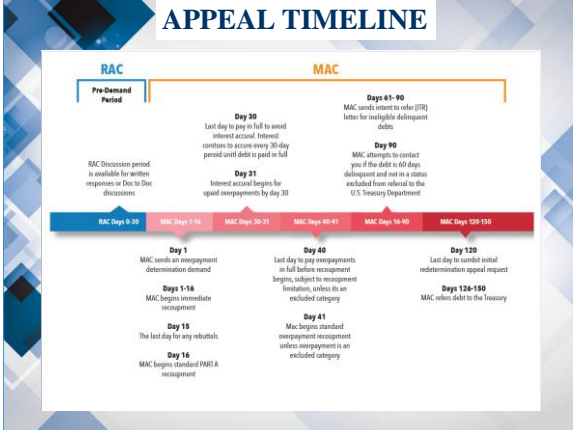 APPEAL TIMELINE
RAC
MAC
Pre-Demand
Period
RAC Discussion period
is available for written
responses or Doc to Doc
discussions
Day 30
Last day to pay in full to avoid
interest accural. Interest
conitues to accure every 30-day
peroid until debt is paid in full
Day 31
Interest accural begins for
upaid overpayments by day 30
Days 61- 90
MAC sends intent to refer (ITR)
letter for ineligible delinquent
debts
Day 90
MAC attempts to contact
you if the debt is 60 days
delinquent and not in a status
excluded from referral to the
U.S. Treasury Department
RAC Days 0-30
MAC Days 1-16
MAC Days 30-31
MAC Days 40-41
MAC Days 16-90
MAC Days 120-150
Day 1
MAC sends an overpayment
determination demand
Days 1-16
MAC begins immediate
recoupment
Day 15
The last day for any rebuttals
Day 16
MAC begins standard PART A
recoupment
Day 40
Last day to pay overpayments
in full before recoupment
begins, subject to recoupment
limitation, unless its an
excluded category
Day 41
Mac begins standard
overpayment recoupment
unless overpayment is an
excluded category
Day 120
Last day to sumbit initial
redetermination appeal request
Days 126-150
MAC refers debt to the Treasury